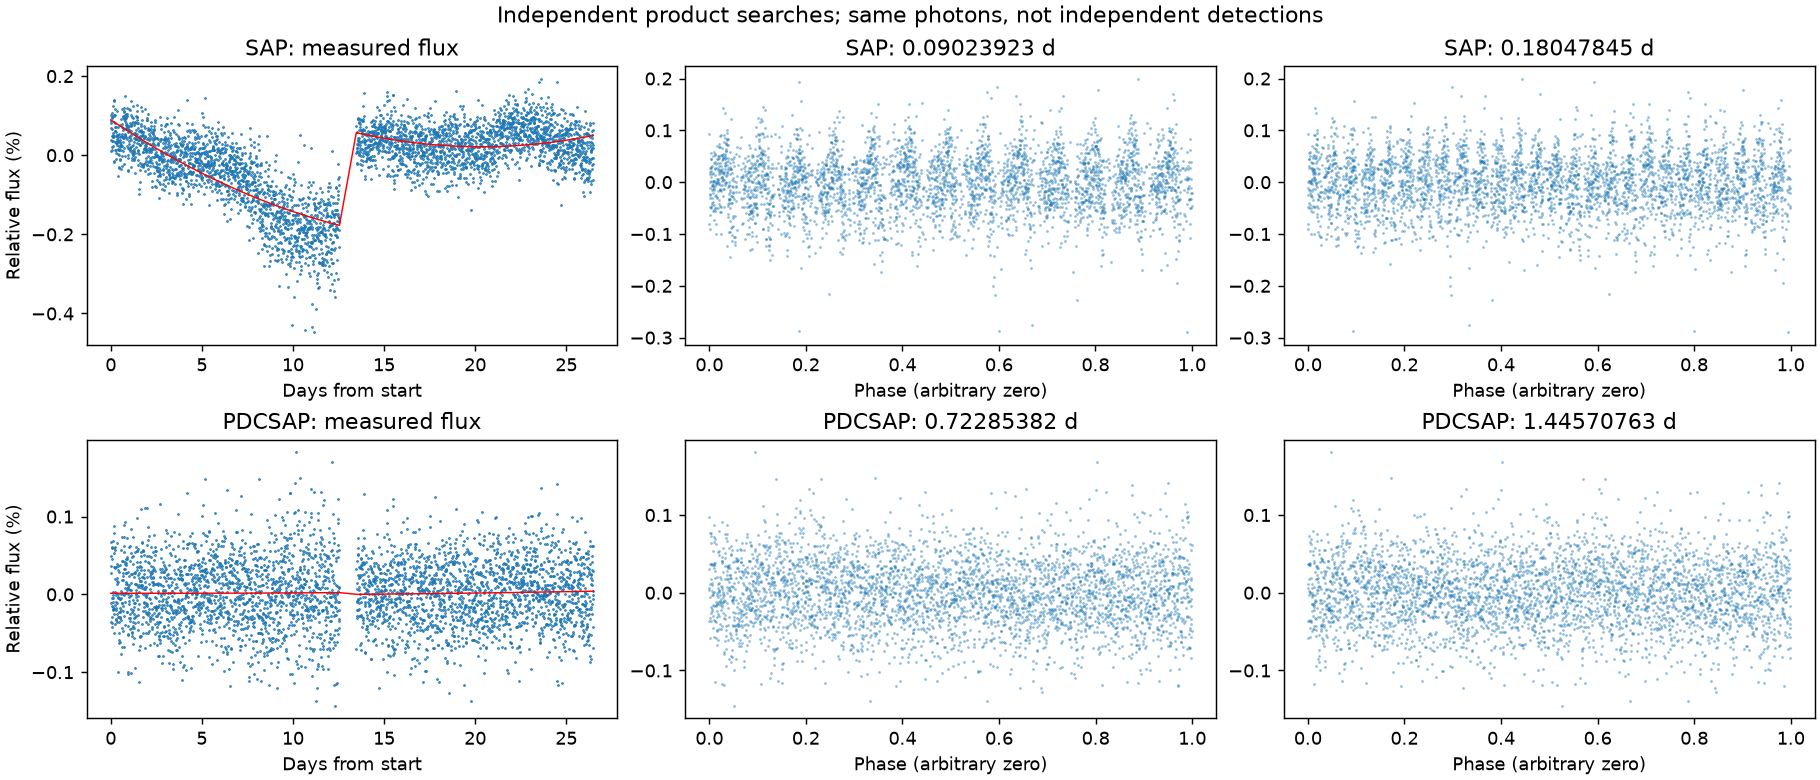 Independent product searches; same photons, not independent detections
SAP: measured flux
SAP: 0.09023923 d
SAP: 0.18047845 d
Relative flux (%)
0.2
0.0
−0.2
−0.4
0 5 10 15 20 25
Days from start
0.2
0.1
0.0
−0.1
−0.2
−0.3
0.0 0.2 0.4 0.6 0.8 1.0
Phase (arbitrary zero)
0.2
0.1
0.0
−0.1
−0.2
−0.3
0.0 0.2 0.4 0.6 0.8 1.0
Phase (arbitrary zero)
PDCSAP: measured flux
PDCSAP: 0.72285382 d
PDCSAP: 1.44570763 d
Relative flux (%)
0.1
0.0
−0.1
0 5 10 15 20 25
Days from start
0.1
0.0
−0.1
0.0 0.2 0.4 0.6 0.8 1.0
Phase (arbitrary zero)
0.1
0.0
−0.1
0.0 0.2 0.4 0.6 0.8 1.0
Phase (arbitrary zero)